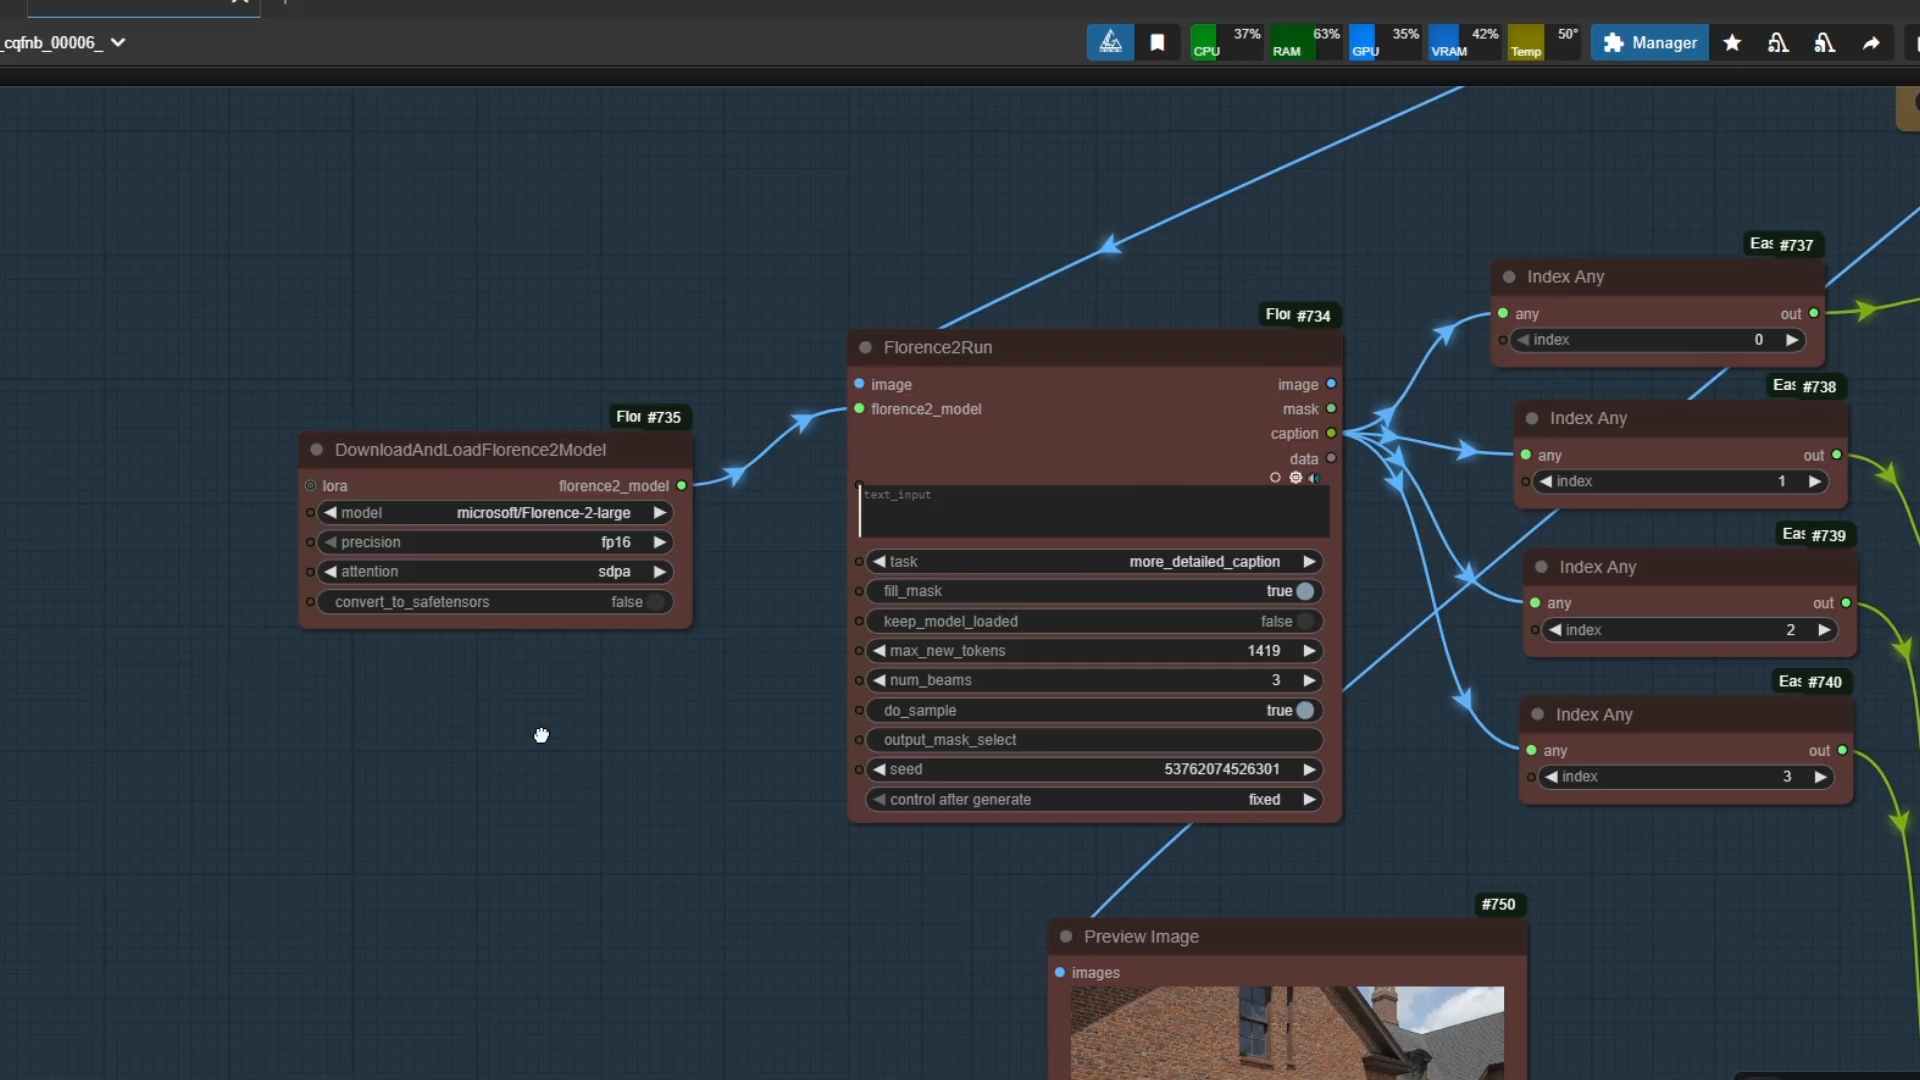 _cqfnb_00006_
CPU 37%
RAM 63%
GPU 35%
VRAM 42%
Temp 50°
Manager
Eas #737
Index Any
any out
index 0
Flor #734
Florence2Run
image image
florence2_model mask
caption
data
text_input
task more_detailed_caption
fill_mask true
keep_model_loaded false
max_new_tokens 1419
num_beams 3
do_sample true
output_mask_select
seed 53762074526301
control after generate fixed
Flor #735
DownloadAndLoadFlorence2Model
lora florence2_model
model microsoft/Florence-2-large
precision fp16
attention sdpa
convert_to_safetensors false
Eas #738
Index Any
any out
index 1
Eas #739
Index Any
any out
index 2
Eas #740
Index Any
any out
index 3
#750
Preview Image
images